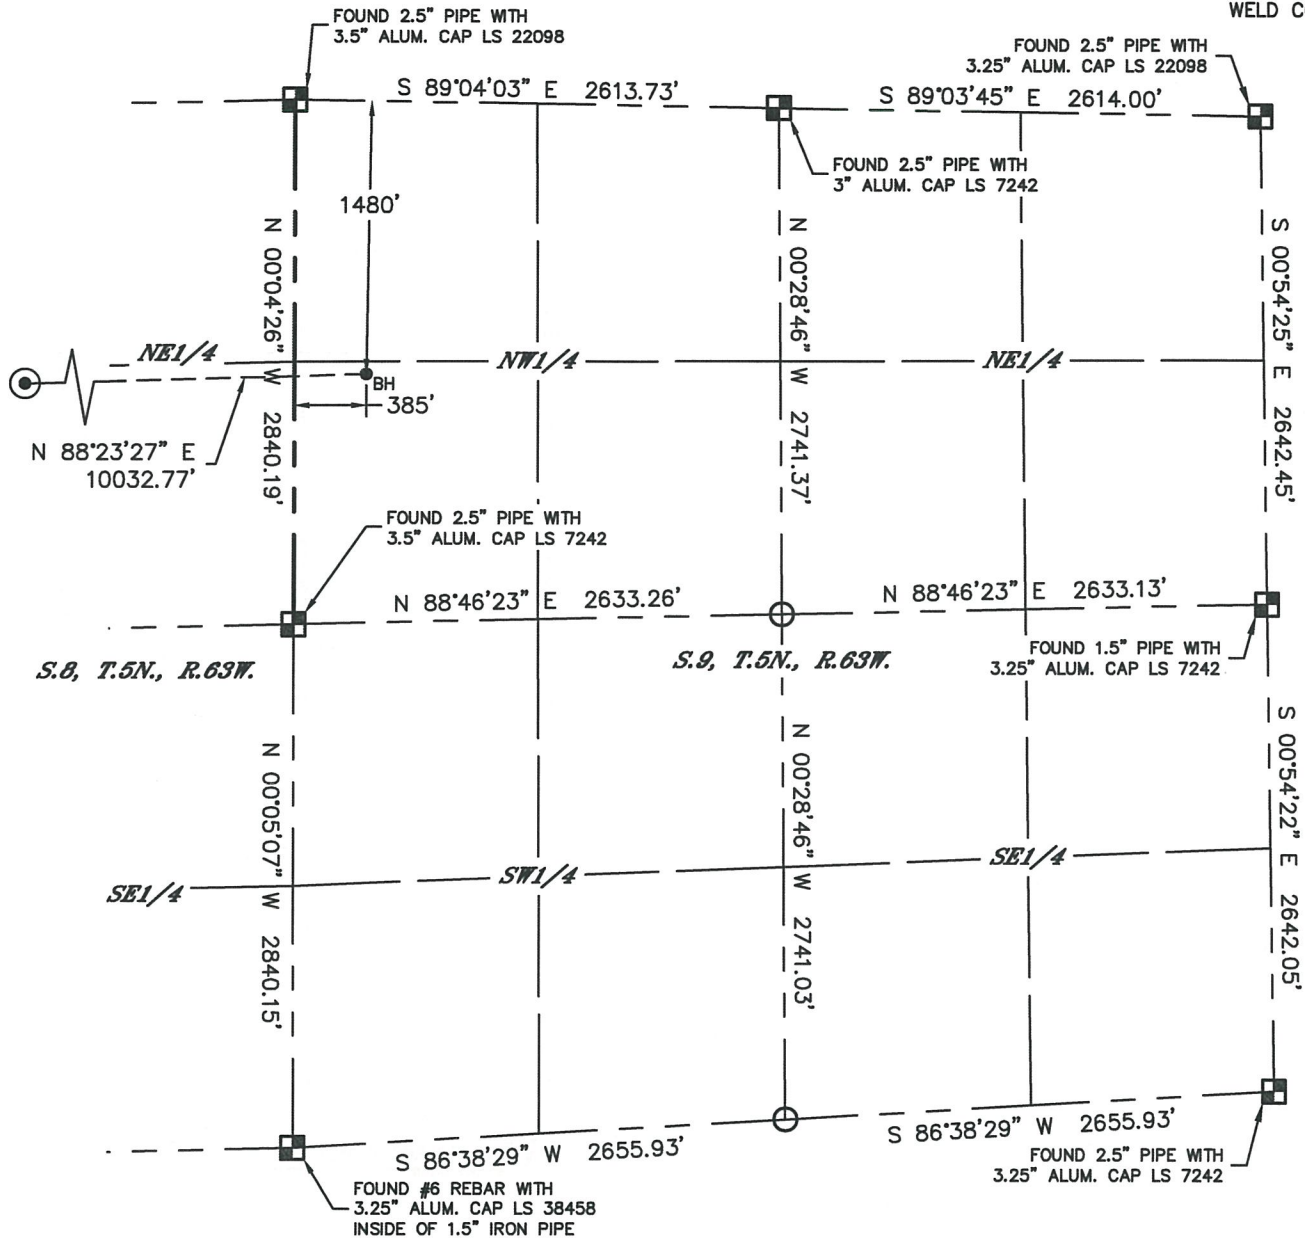 WELD C
FOUND 2.5" PIPE WITH
3.5" ALUM. CAP LS 22098
FOUND 2.5" PIPE WITH
3.25" ALUM. CAP LS 22098
S 89°04'03" E 2613.73'
S 89°03'45" E 2614.00'
FOUND 2.5" PIPE WITH
3" ALUM. CAP LS 7242
1480'
N 00°04'26" W 2840.19'
N 00°28'46" W 2741.37'
S 00°54'25" E 2642.45'
NE1/4
NW1/4
NE1/4
BH
385'
N 88°23'27" E
10032.77'
FOUND 2.5" PIPE WITH
3.5" ALUM. CAP LS 7242
N 88°46'23" E 2633.26'
N 88°46'23" E 2633.13'
S.8, T.5N., R.63W.
S.9, T.5N., R.63W.
FOUND 1.5" PIPE WITH
3.25" ALUM. CAP LS 7242
N 00°05'07" W 2840.15'
N 00°28'46" W 2741.03'
S 00°54'22" E 2642.05'
SE1/4
SW1/4
SE1/4
S 86°38'29" W 2655.93'
S 86°38'29" W 2655.93'
FOUND 2.5" PIPE WITH
3.25" ALUM. CAP LS 7242
FOUND #6 REBAR WITH
3.25" ALUM. CAP LS 38458
INSIDE OF 1.5" IRON PIPE